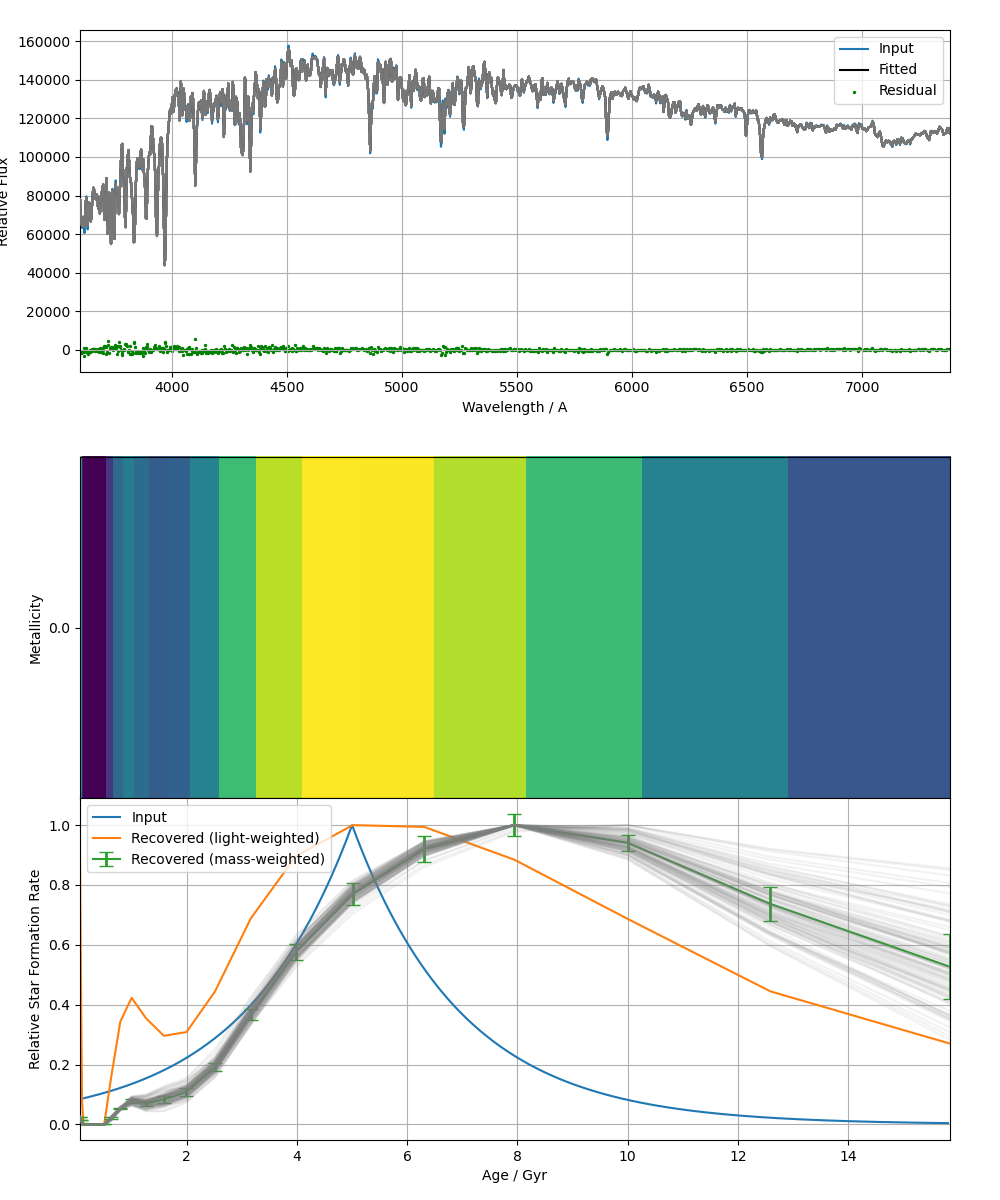 160000
140000
120000
100000
80000
60000
40000
20000
0
Relative Flux
Input
Fitted
Residual
4000 4500 5000 5500 6000 6500 7000
Wavelength / A
Metallicity
0.0
Input
Recovered (light-weighted)
Recovered (mass-weighted)
1.0
0.8
0.6
0.4
0.2
0.0
Relative Star Formation Rate
2 4 6 8 10 12 14
Age / Gyr